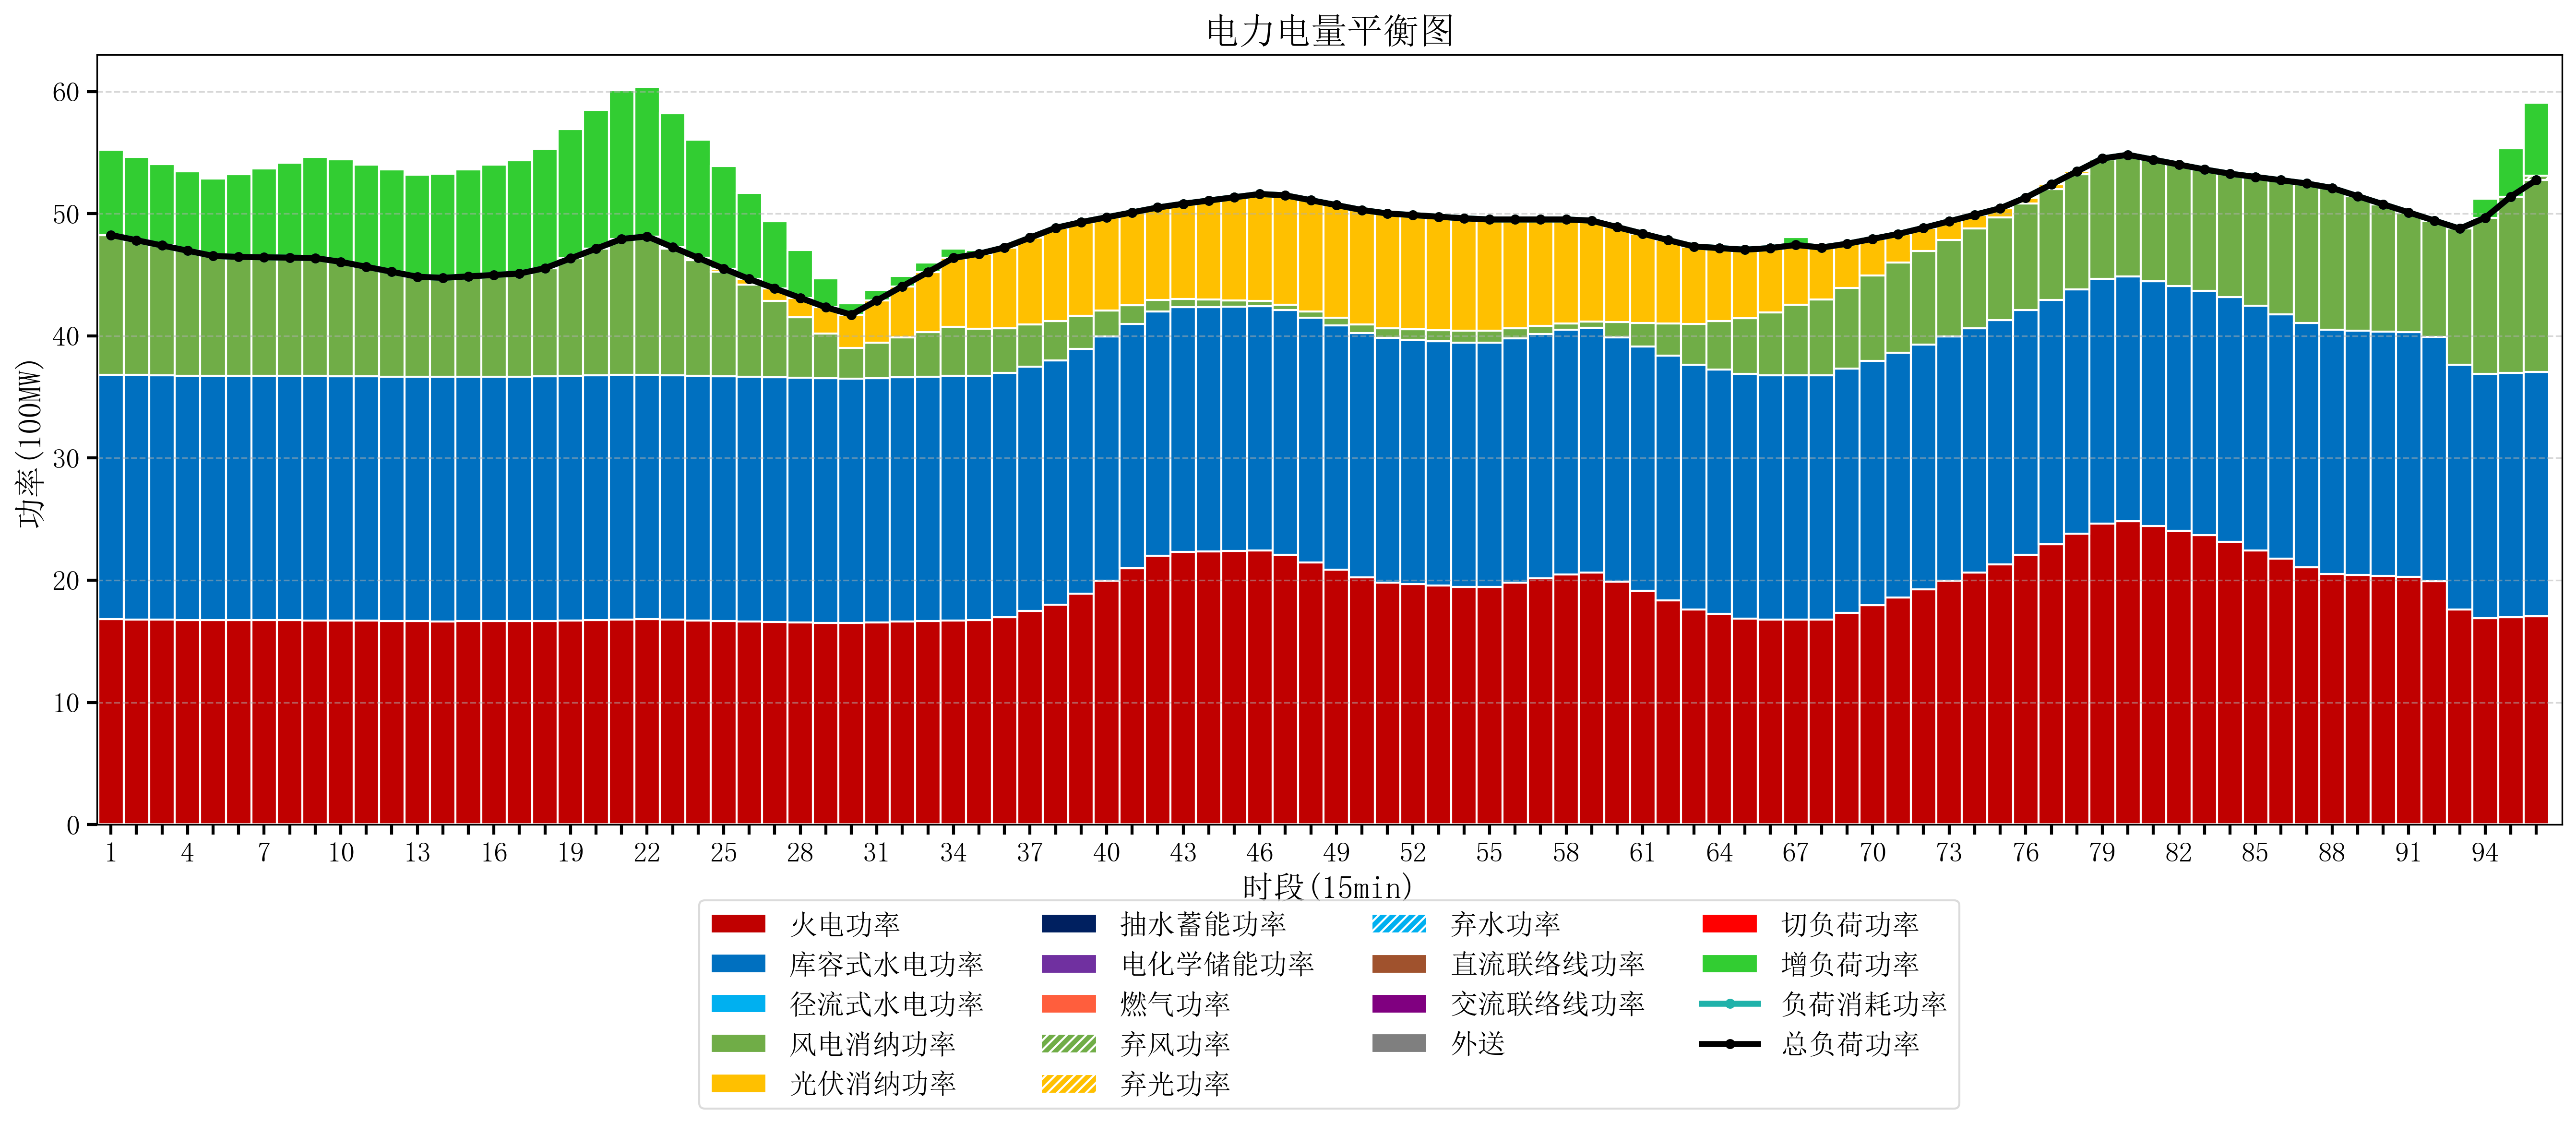 电力电量平衡图
功率(100MW)
60
50
40
30
20
10
0
1 4 7 10 13 16 19 22 25 28 31 34 37 40 43 46 49 52 55 58 61 64 67 70 73 76 79 82 85 88 91 94
时段(15min)
火电功率 抽水蓄能功率 弃水功率 切负荷功率
库容式水电功率 电化学储能功率 直流联络线功率 增负荷功率
径流式水电功率 燃气功率 交流联络线功率 负荷消耗功率
风电消纳功率 弃风功率 外送 总负荷功率
光伏消纳功率 弃光功率